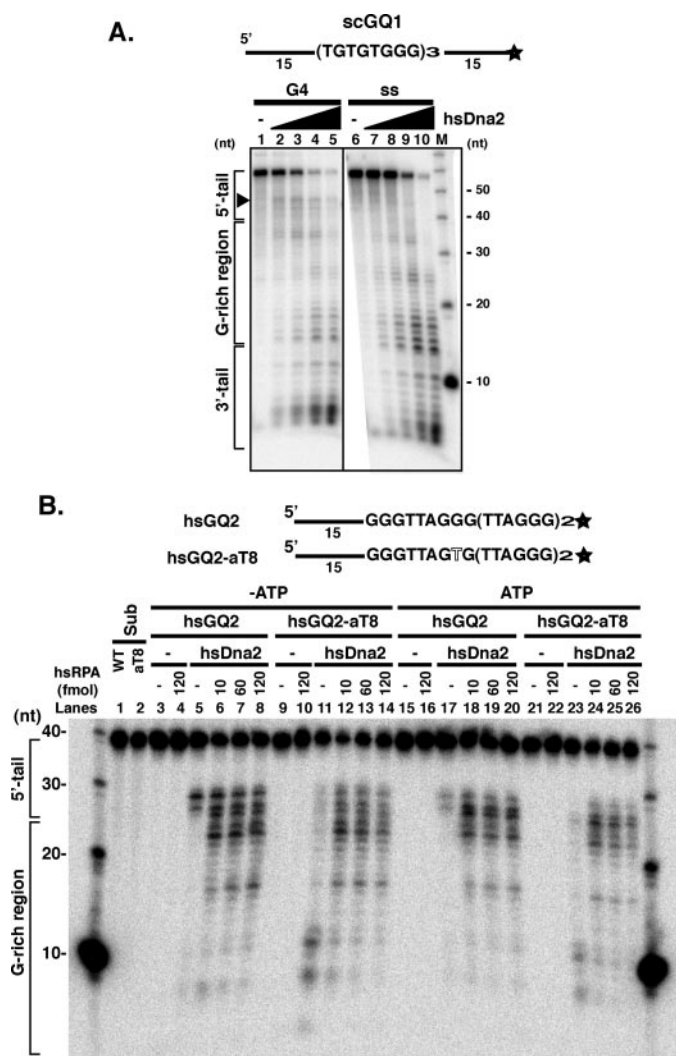 A.
scGQ1
5'
(TGTGTGGG)3
15 15
G4 ss
- - hsDna2
(nt) 1 2 3 4 5 6 7 8 9 10 M (nt)
5'-tail
G-rich region
3'-tail
- 50
- 40
- 30
- 20
- 10
B.
hsGQ2 5' GGGTTAGGG(TTAGGG)2
15
hsGQ2-aT8 5' GGGTTAGTG(TTAGGG)2
15
-ATP ATP
Sub hsGQ2 hsGQ2-aT8 hsGQ2 hsGQ2-aT8
WT aT8 - hsDna2 - hsDna2 - hsDna2 - hsDna2
hsRPA (fmol) - 120 - 10 60 120 - 120 - 10 60 120 - 120 - 10 60 120 - 120 - 10 60 120
Lanes 1 2 3 4 5 6 7 8 9 10 11 12 13 14 15 16 17 18 19 20 21 22 23 24 25 26
(nt)
40-
30-
20-
10-
5'-tail
G-rich region